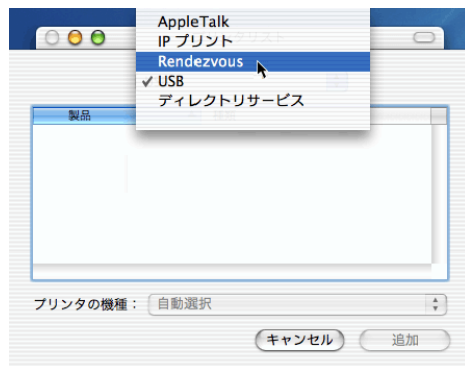 AppleTalk
IP プリント
Rendezvous
✓ USB
ディレクトリサービス
製品
プリンタの機種：
自動選択
キャンセル
追加